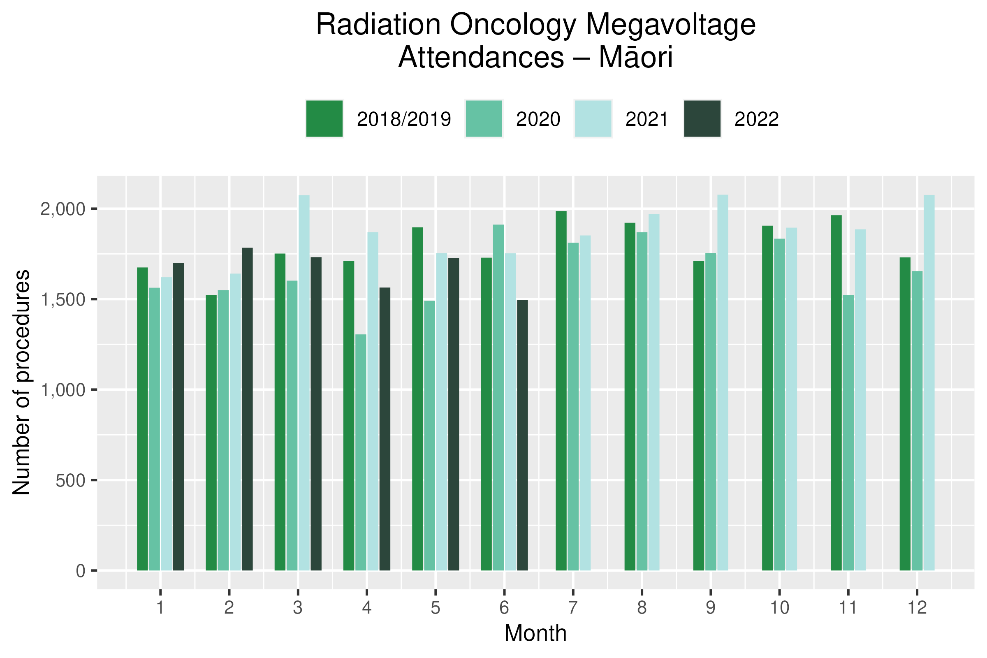 Radiation Oncology Megavoltage
Attendances – Māori
2018/2019 2020 2021 2022
2,000
1,500
1,000
500
0
Number of procedures
1 2 3 4 5 6 7 8 9 10 11 12
Month